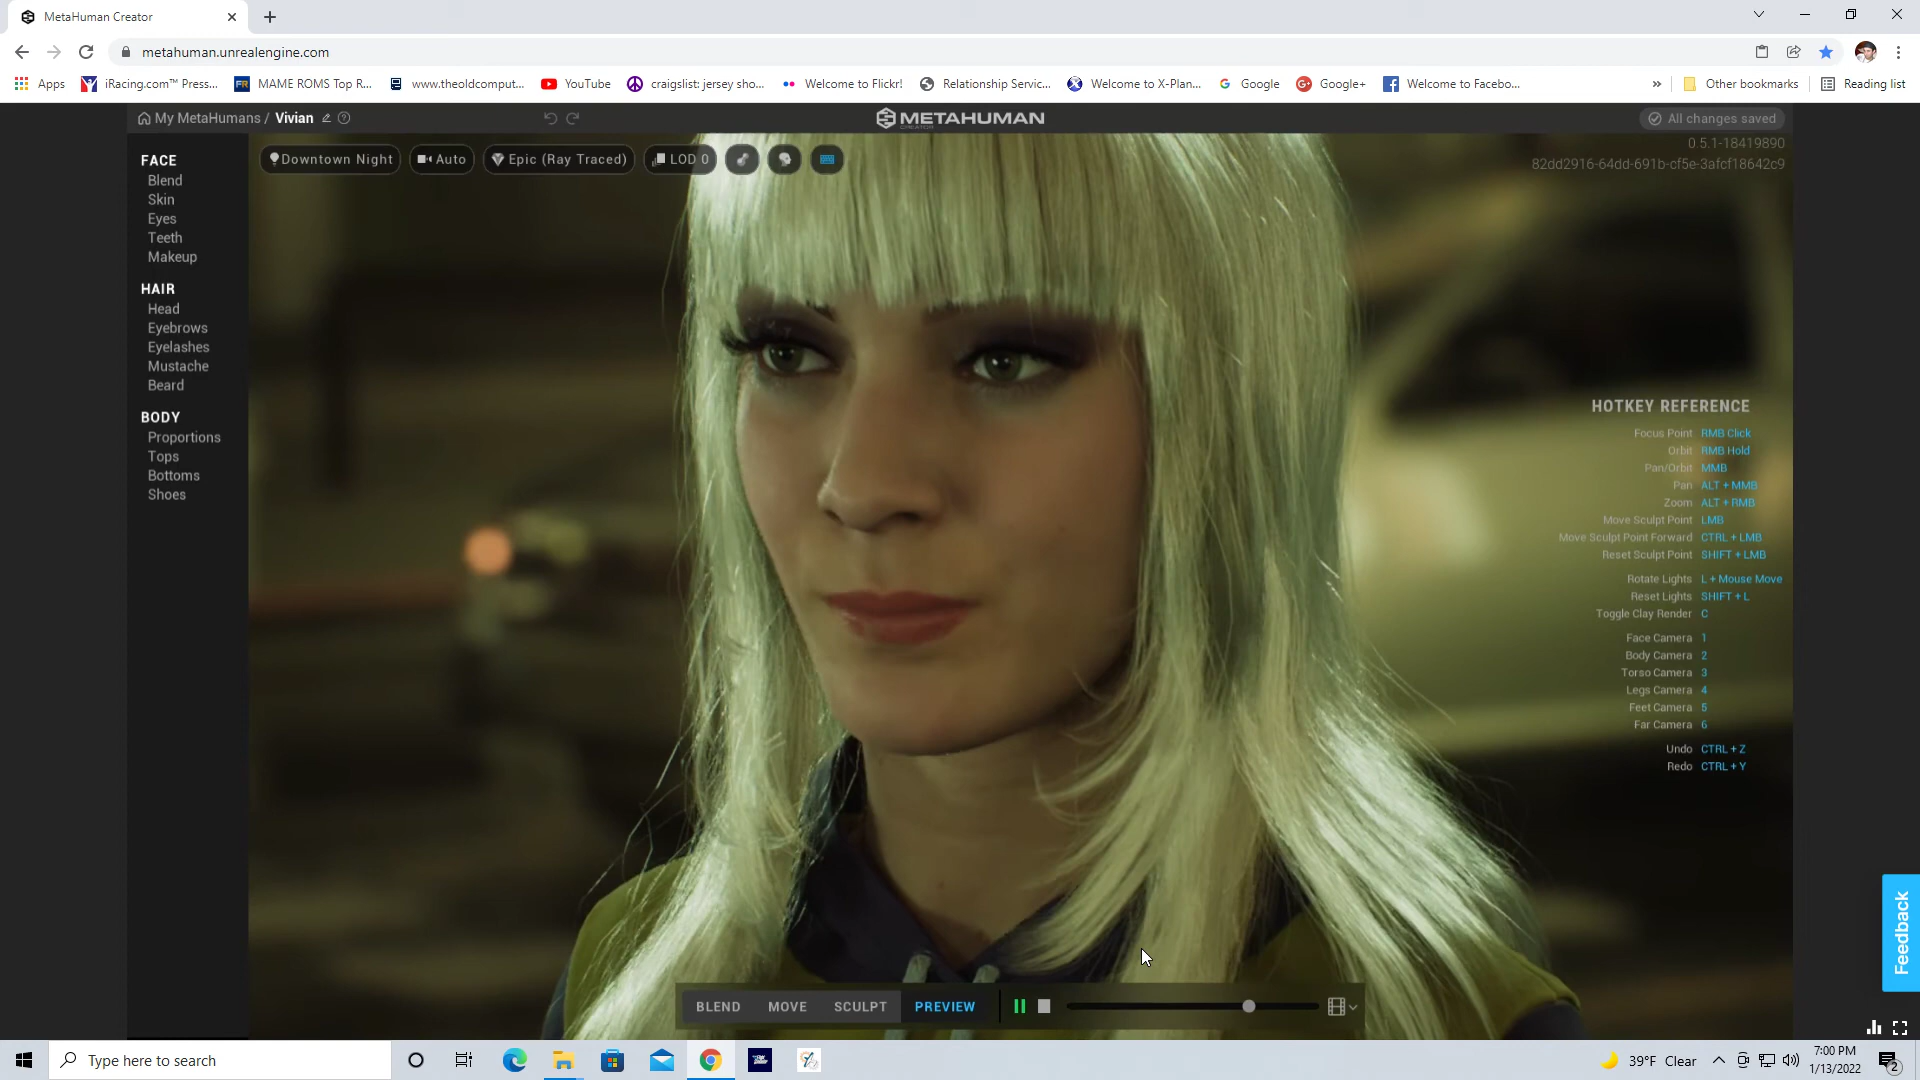 MetaHuman Creator
metahuman.unrealengine.com
Apps
iRacing.com™ Press...
MAME ROMS Top R...
www.theoldcomput...
YouTube
craigslist: jersey sho...
Welcome to Flickr!
Relationship Servic...
Welcome to X-Plan...
Google
Google+
Welcome to Facebo...
»
Other bookmarks
Reading list
My MetaHumans / Vivian
METAHUMAN
CREATOR
All changes saved
0.5.1-18419890
82dd2916-64dd-691b-cf5e-3afcf18642c9
Downtown Night
Auto
Epic (Ray Traced)
LOD 0
FACE
Blend
Skin
Eyes
Teeth
Makeup
HAIR
Head
Eyebrows
Eyelashes
Mustache
Beard
BODY
Proportions
Tops
Bottoms
Shoes
HOTKEY REFERENCE
Focus Point RMB Click
Orbit RMB Hold
Pan/Orbit MMB
Pan ALT + MMB
Zoom ALT + RMB
Move Sculpt Point LMB
Move Sculpt Point Forward CTRL + LMB
Reset Sculpt Point SHIFT + LMB
Rotate Lights L + Mouse Move
Reset Lights SHIFT + L
Toggle Clay Render C
Face Camera 1
Body Camera 2
Torso Camera 3
Legs Camera 4
Feet Camera 5
Far Camera 6
Undo CTRL + Z
Redo CTRL + Y
Feedback
BLEND MOVE SCULPT PREVIEW
Type here to search
39°F Clear
7:00 PM
1/13/2022
2